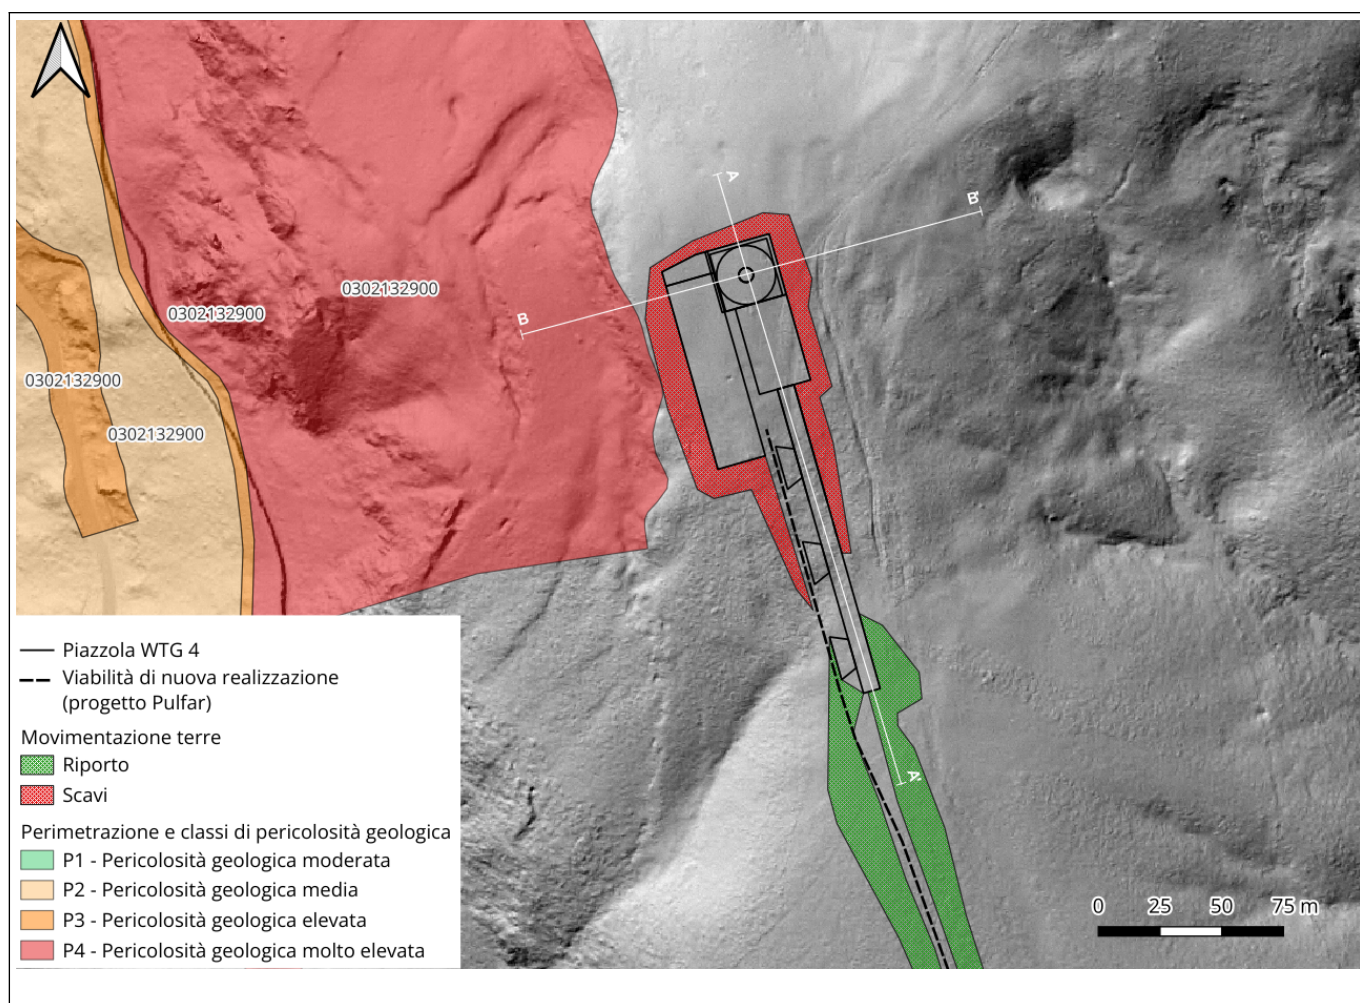 A
B'
0302132900
0302132900
B
0302132900
0302132900
Piazzola WTG 4
Viabilità di nuova realizzazione
(progetto Pulfar)
Movimentazione terre
Riporto
Scavi
A'
Perimetrazione e classi di pericolosità geologica
P1 - Pericolosità geologica moderata
P2 - Pericolosità geologica media
P3 - Pericolosità geologica elevata
P4 - Pericolosità geologica molto elevata
0 25 50 75 m